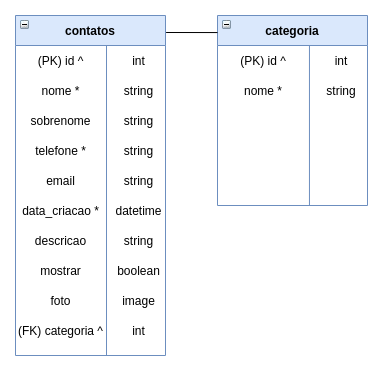 contatos
(PK) id ^ int
nome * string
sobrenome string
telefone * string
email string
data_criacao * datetime
descricao string
mostrar boolean
foto image
(FK) categoria ^ int
categoria
(PK) id ^ int
nome * string